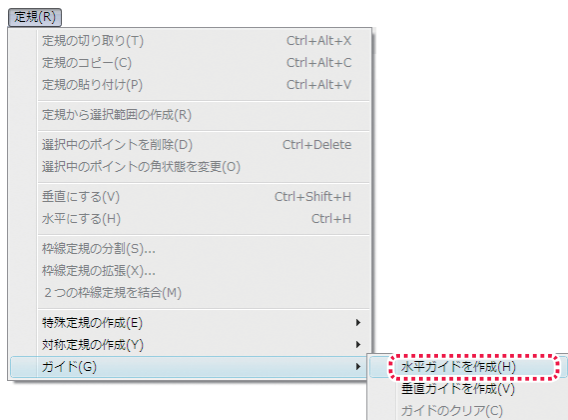 定規(R)
定規の切り取り(T) Ctrl+Alt+X
定規のコピー(C) Ctrl+Alt+C
定規の貼り付け(P) Ctrl+Alt+V
定規から選択範囲の作成(R)
選択中のポイントを削除(D) Ctrl+Delete
選択中のポイントの角状態を変更(O)
垂直にする(V) Ctrl+Shift+H
水平にする(H) Ctrl+H
枠線定規の分割(S)...
枠線定規の拡張(X)...
２つの枠線定規を結合(M)
特殊定規の作成(E)
対称定規の作成(Y)
ガイド(G)
水平ガイドを作成(H)
垂直ガイドを作成(V)
ガイドのクリア(C)